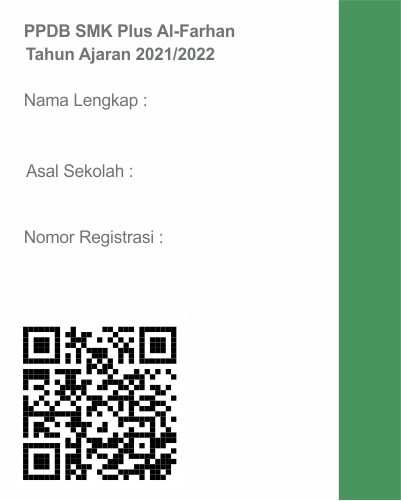 PPDB SMK Plus Al-Farhan
Tahun Ajaran 2021/2022
Nama Lengkap :
Asal Sekolah :
Nomor Registrasi :